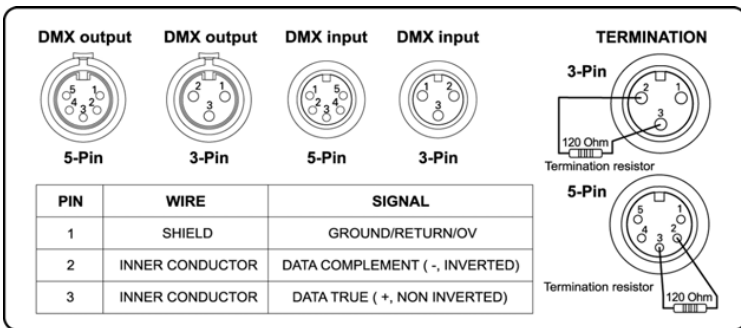 DMX output DMX output DMX input DMX input TERMINATION
5 1
4 3 2
2 1
3
1 5
2 3 4
1 2
3
5-Pin 3-Pin 5-Pin 3-Pin
3-Pin
2 1
3
120 Ohm
Termination resistor
5-Pin
5 1
4 3 2
Termination resistor
120 Ohm
PIN WIRE SIGNAL
1 SHIELD GROUND/RETURN/OV
2 INNER CONDUCTOR DATA COMPLEMENT ( -, INVERTED)
3 INNER CONDUCTOR DATA TRUE ( +, NON INVERTED)